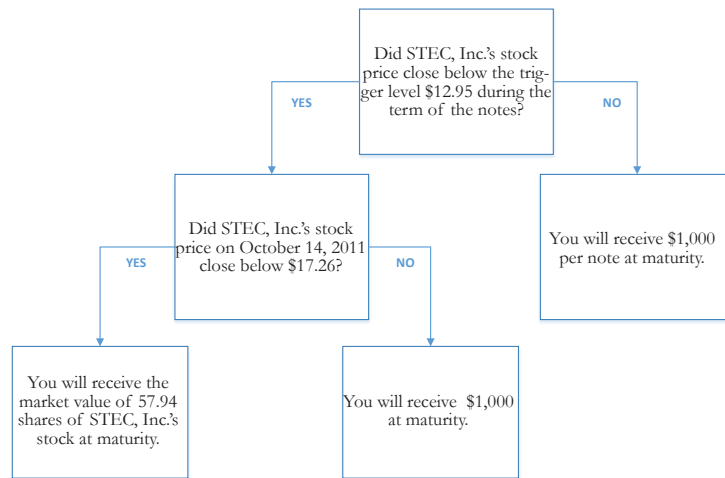 Did STEC, Inc.'s stock
price close below the trig-
ger level $12.95 during the
term of the notes?
YES
NO
Did STEC, Inc.'s stock
price on October 14, 2011
close below $17.26?
You will receive $1,000
per note at maturity.
YES
NO
You will receive the
market value of 57.94
shares of STEC, Inc.'s
stock at maturity.
You will receive $1,000
at maturity.